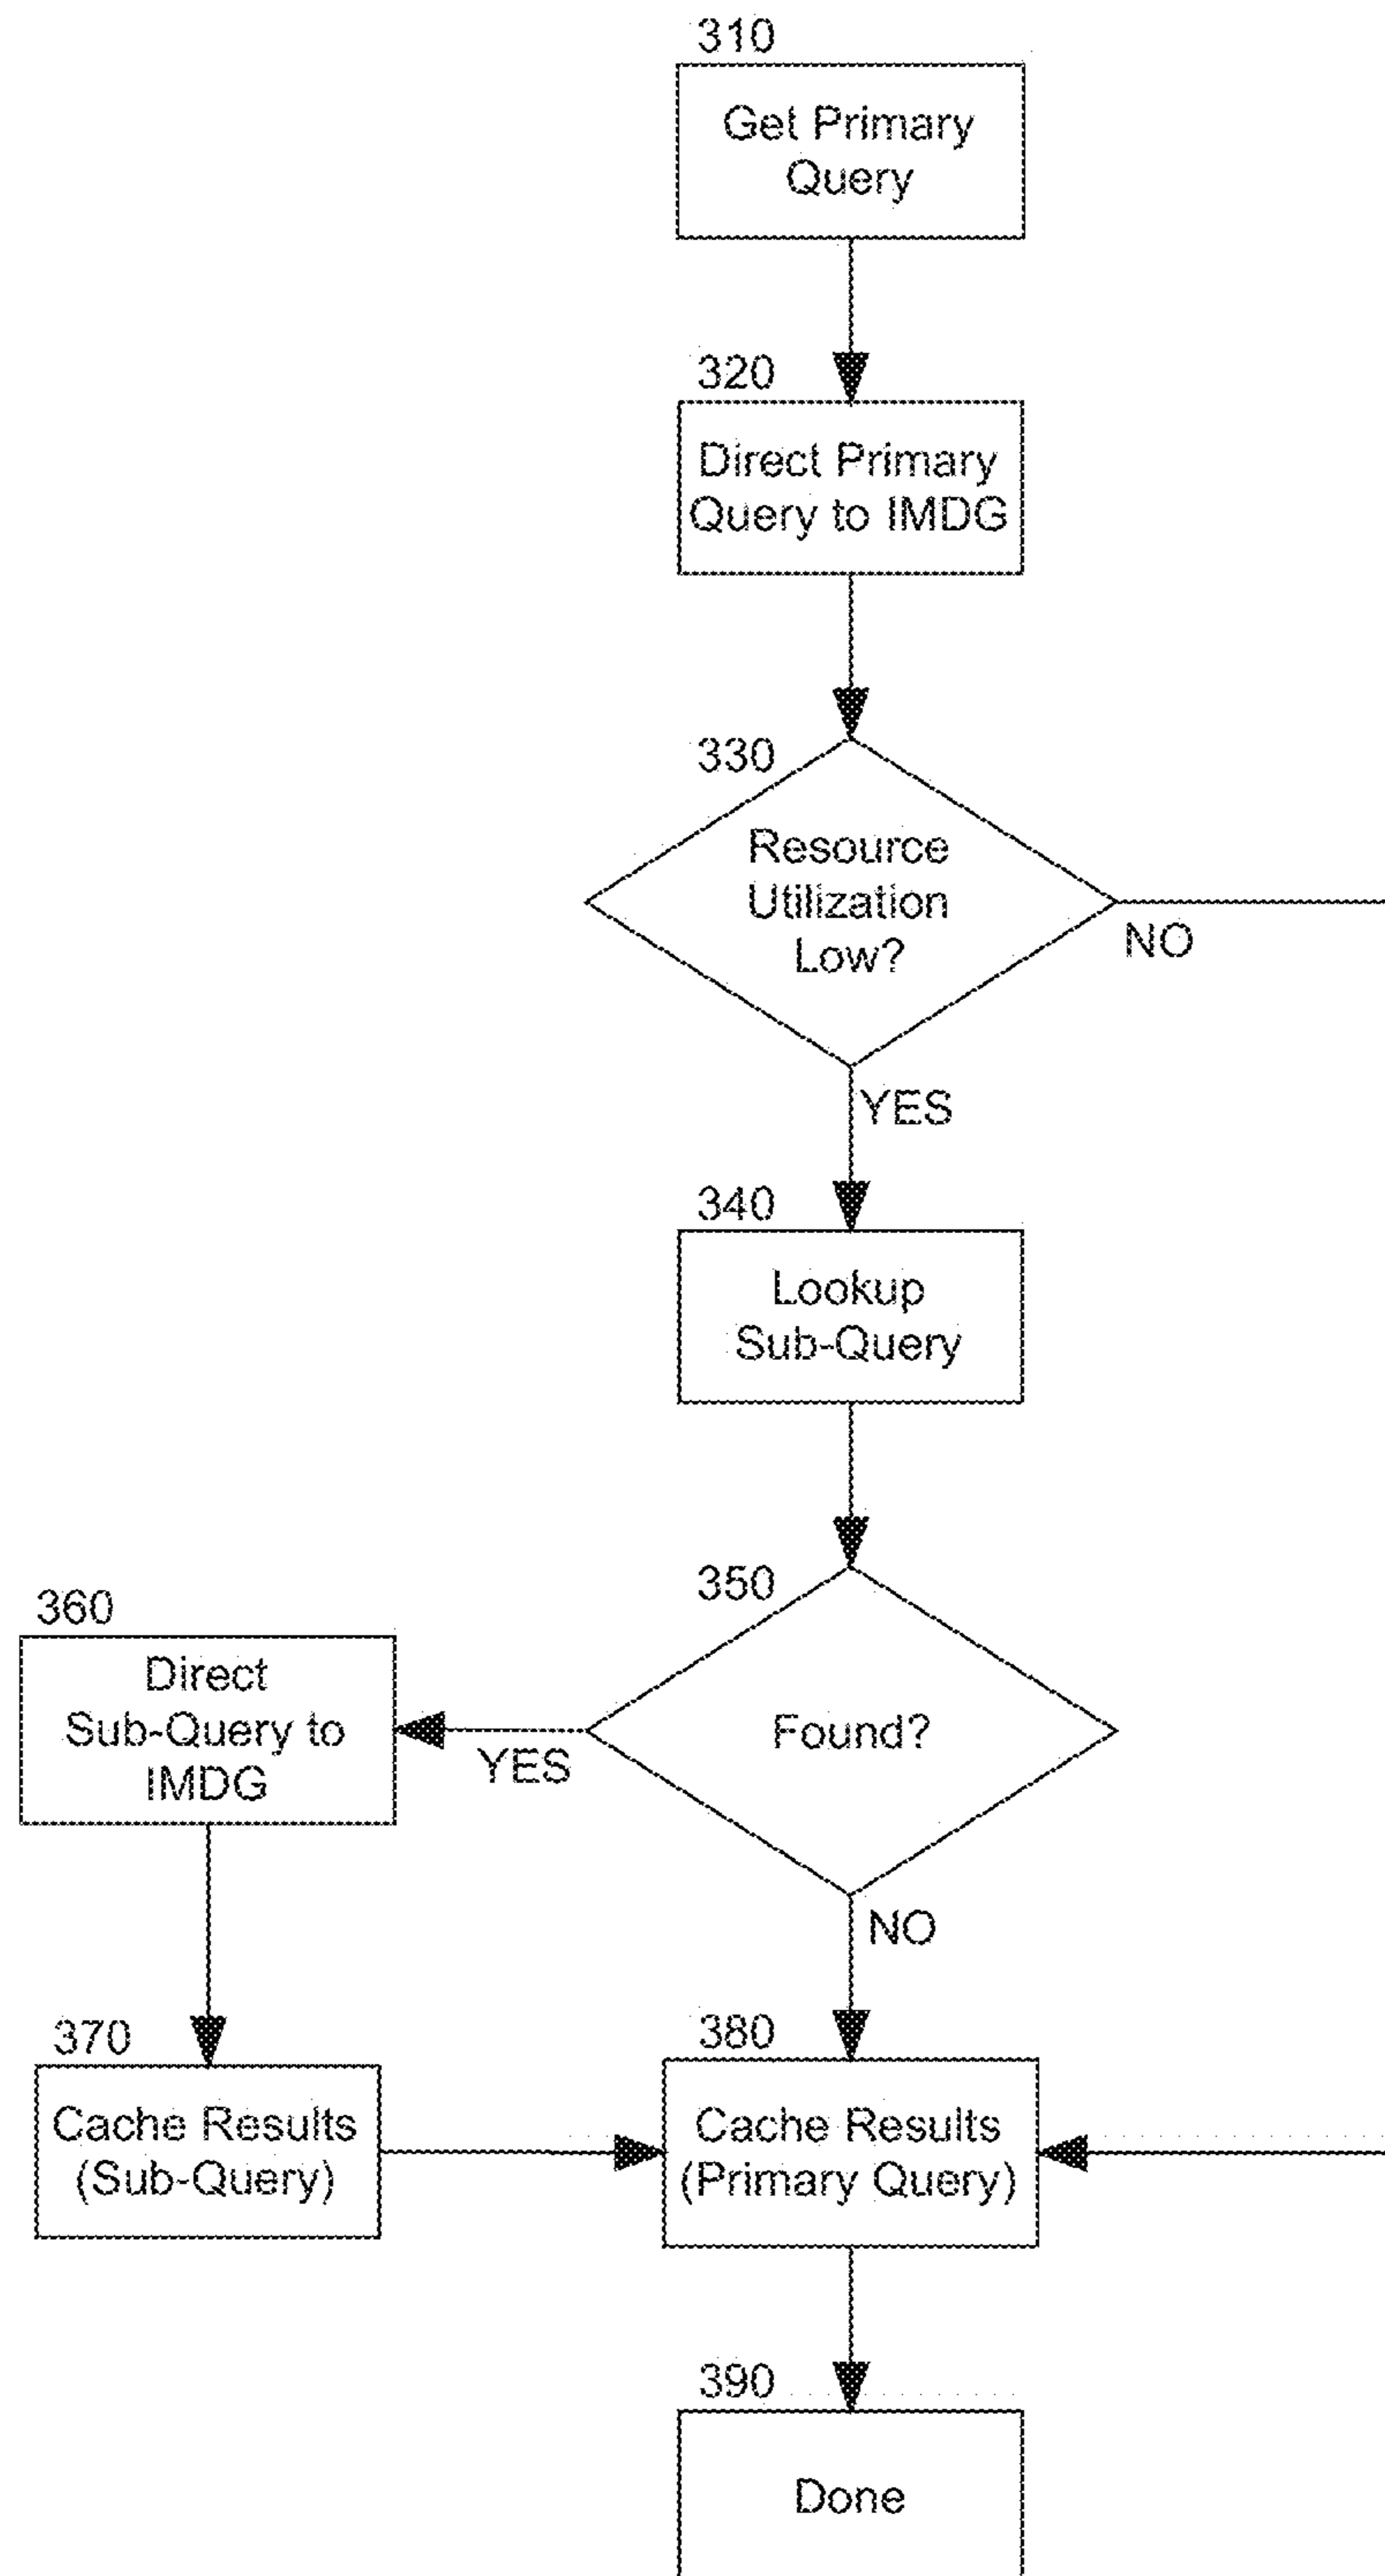 310
Get Primary
Query
320
Direct Primary
Query to IMDG
330
Resource
Utilization
Low?
NO
YES
340
Lookup
Sub-Query
350
Found?
YES
NO
360
Direct
Sub-Query to
IMDG
370
Cache Results
(Sub-Query)
380
Cache Results
(Primary Query)
390
Done